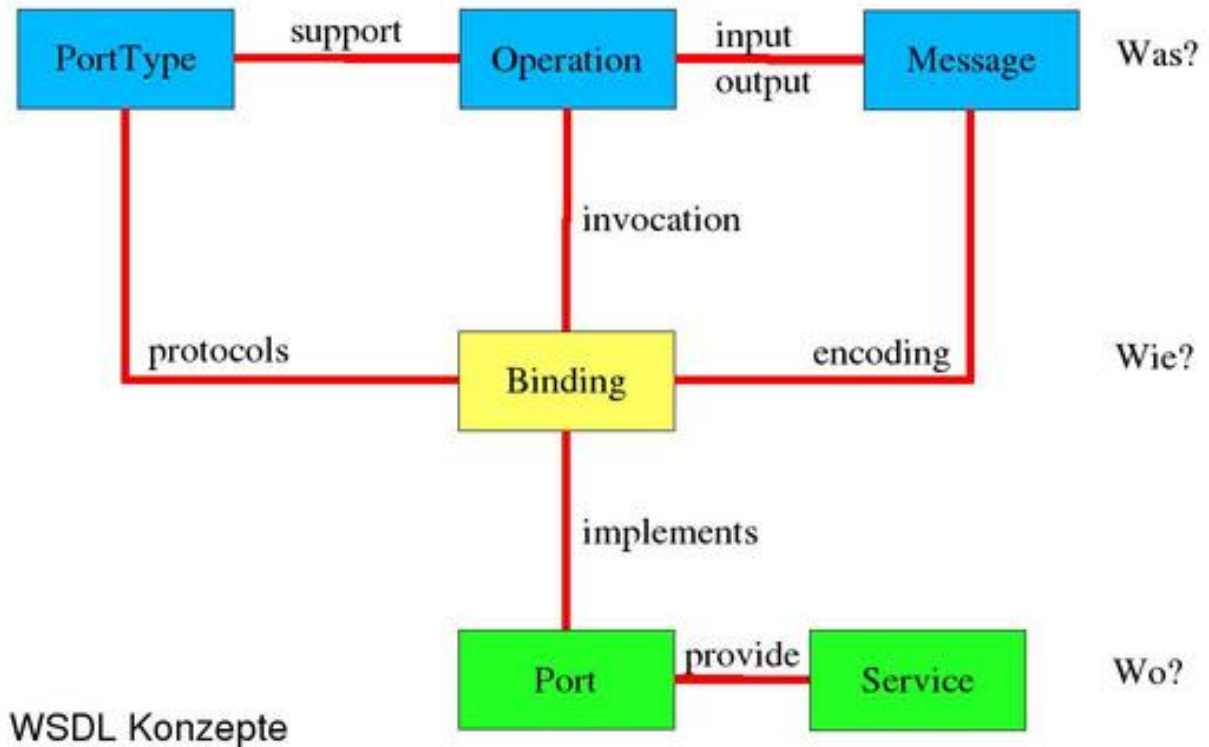 PortType
support
Operation
input
output
Message
Was?
invocation
protocols
Binding
encoding
Wie?
implements
Port
provide
Service
Wo?
WSDL Konzepte